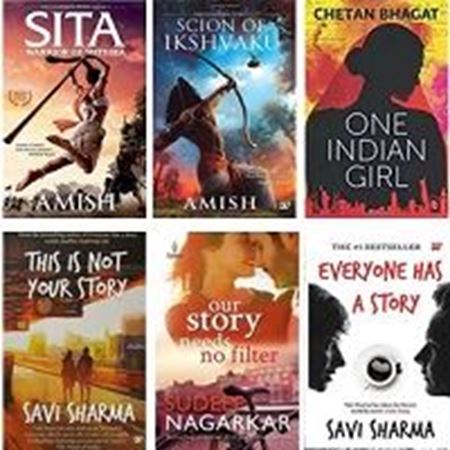 SITA
WARRIOR OF MITHILA
AMISH
SCION OF
IKSHVAKU
AMISH
CHETAN BHAGAT
ONE
INDIAN
GIRL
THIS IS NOT
YOUR STORY
SAVI SHARMA
our
story
needs
no filter
SUDEEP
NAGARKAR
THE #1 BESTSELLER
EVERYONE HAS
A STORY
SAVI SHARMA